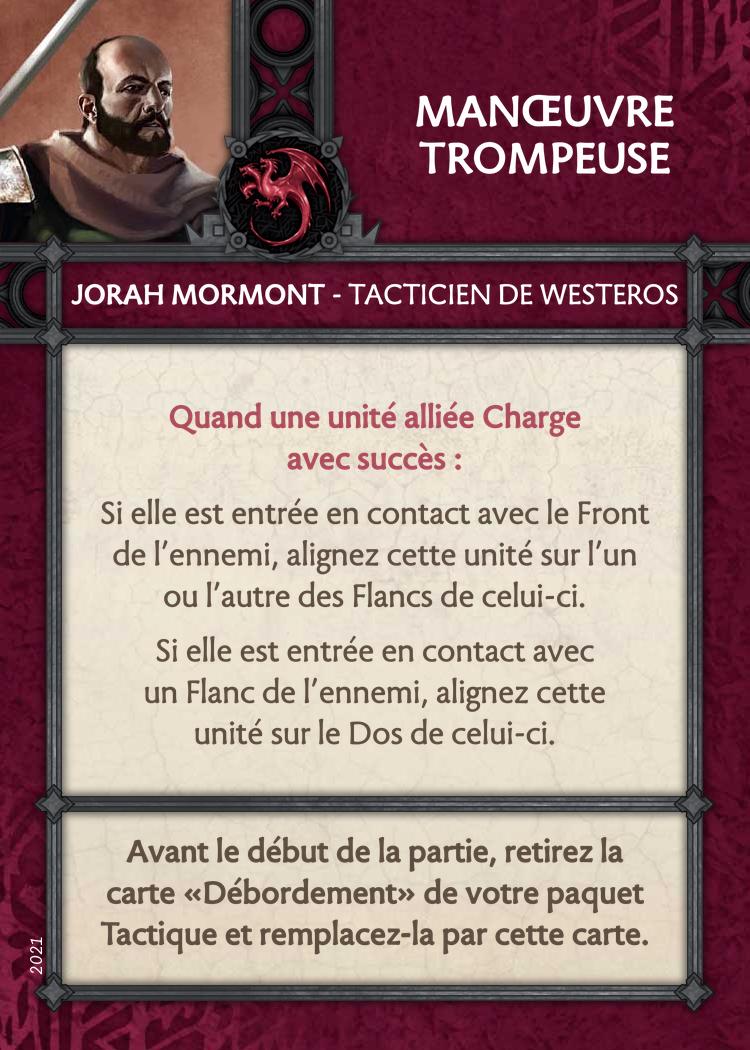 MANŒUVRE
TROMPEUSE
JORAH MORMONT - TACTICIEN DE WESTEROS
Quand une unité alliée Charge
avec succès :
Si elle est entrée en contact avec le Front
de l'ennemi, alignez cette unité sur l'un
ou l'autre des Flancs de celui-ci.
Si elle est entrée en contact avec
un Flanc de l'ennemi, alignez cette
unité sur le Dos de celui-ci.
Avant le début de la partie, retirez la
carte «Débordement» de votre paquet
Tactique et remplacez-la par cette carte.
2021